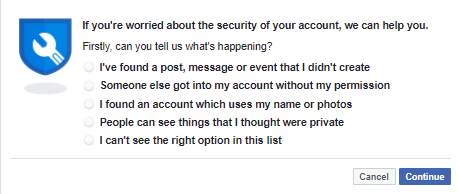 If you're worried about the security of your account, we can help you.
Firstly, can you tell us what's happening?
I've found a post, message or event that I didn't create
Someone else got into my account without my permission
I found an account which uses my name or photos
People can see things that I thought were private
I can't see the right option in this list
Cancel Continue